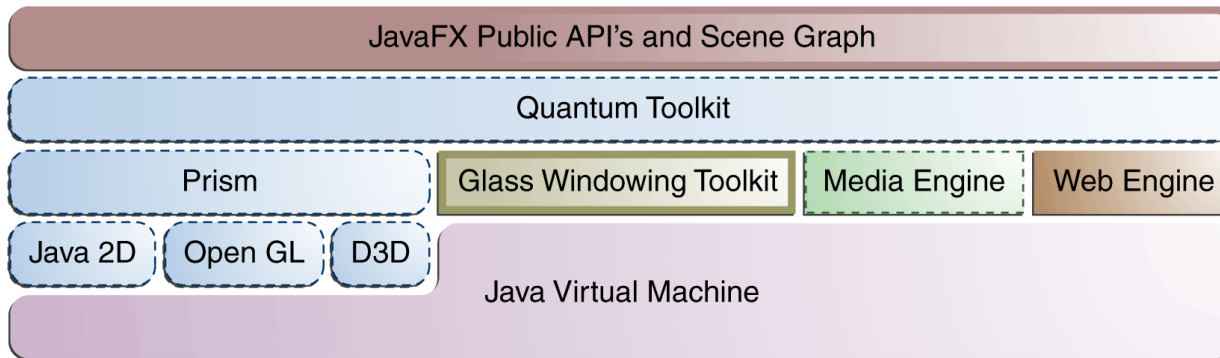 JavaFX Public API's and Scene Graph
Quantum Toolkit
Prism
Glass Windowing Toolkit
Media Engine
Web Engine
Java 2D
Open GL
D3D
Java Virtual Machine